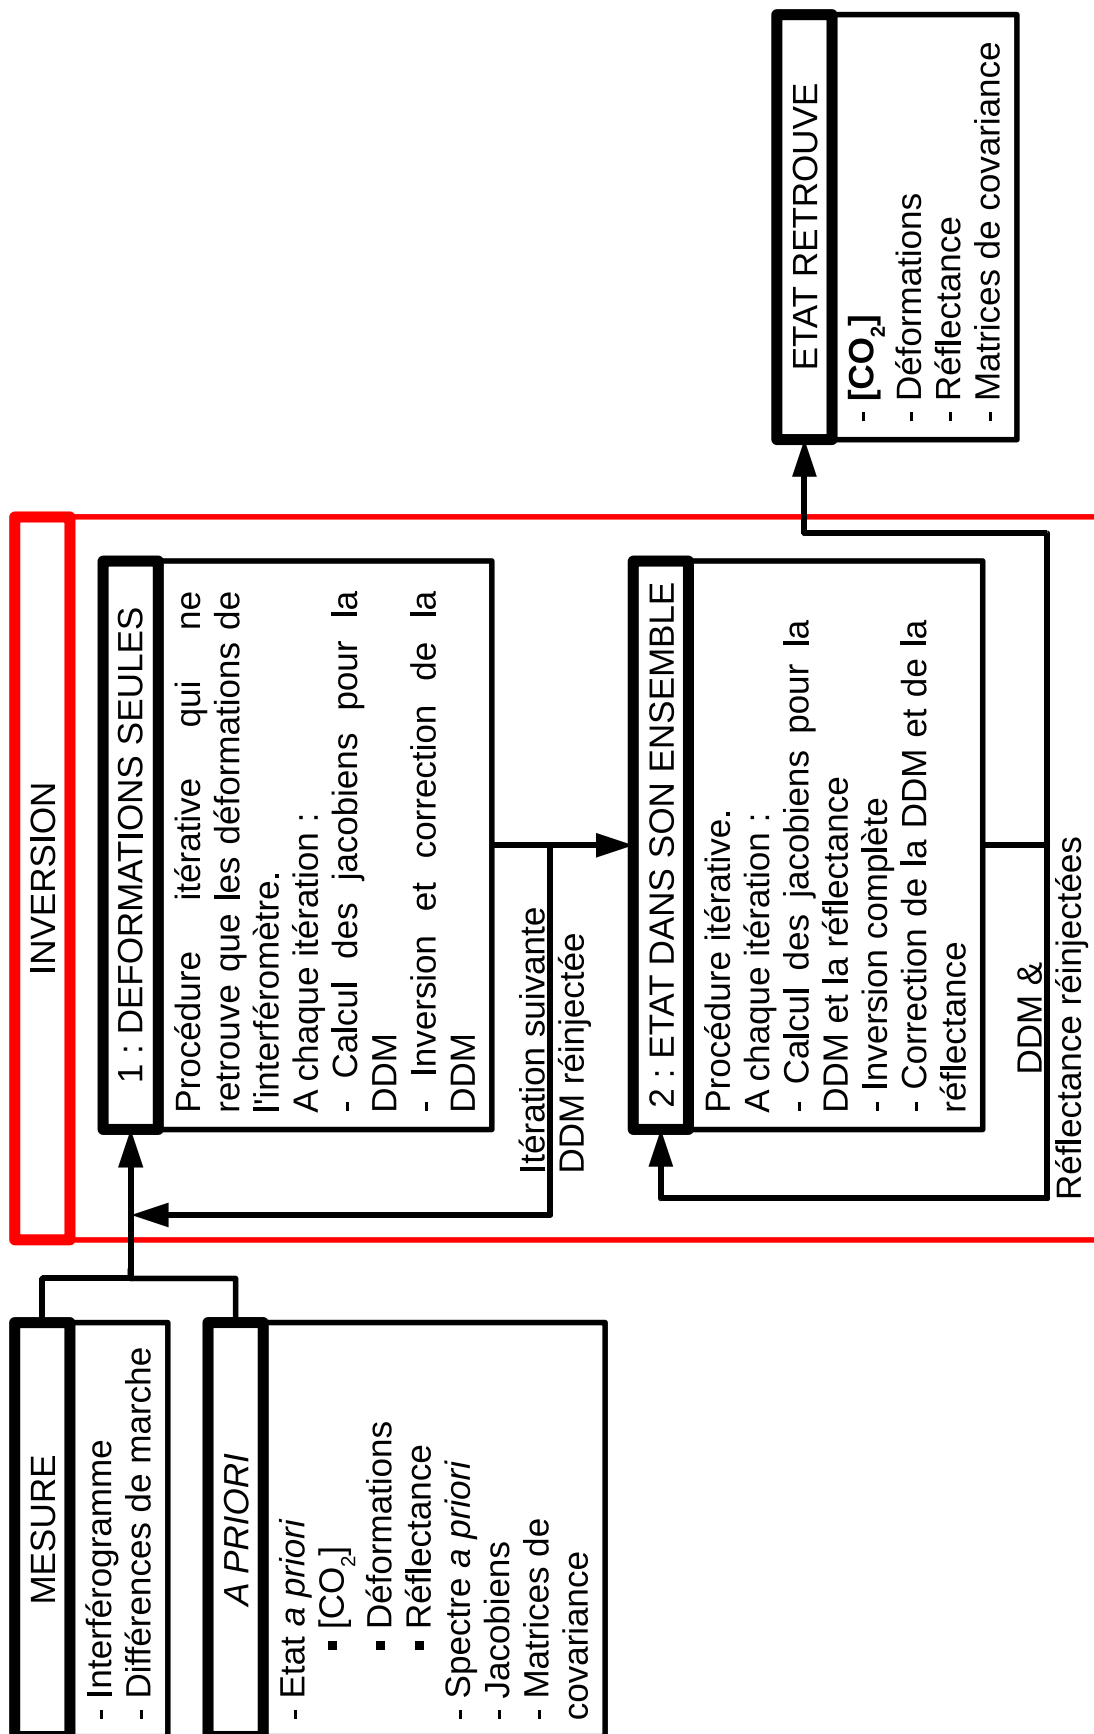 MESURE
- Interférogramme
- Différences de marche
A PRIORI
- Etat a priori
▪ [CO₂]
▪ Déformations
▪ Réflectance
- Spectre a priori
- Jacobiens
- Matrices de
covariance
INVERSION
1 : DEFORMATIONS SEULES
Procédure itérative qui ne
retrouve que les déformations de
l'interféromètre.
A chaque itération :
- Calcul des jacobiens pour la
DDM
- Inversion et correction de la
DDM
Itération suivante
DDM réinjectée
2 : ETAT DANS SON ENSEMBLE
Procédure itérative.
A chaque itération :
- Calcul des jacobiens pour la
DDM et la réflectance
- Inversion complète
- Correction de la DDM et de la
réflectance
DDM &
Réflectance réinjectées
ETAT RETROUVE
- [CO₂]
- Déformations
- Réflectance
- Matrices de covariance